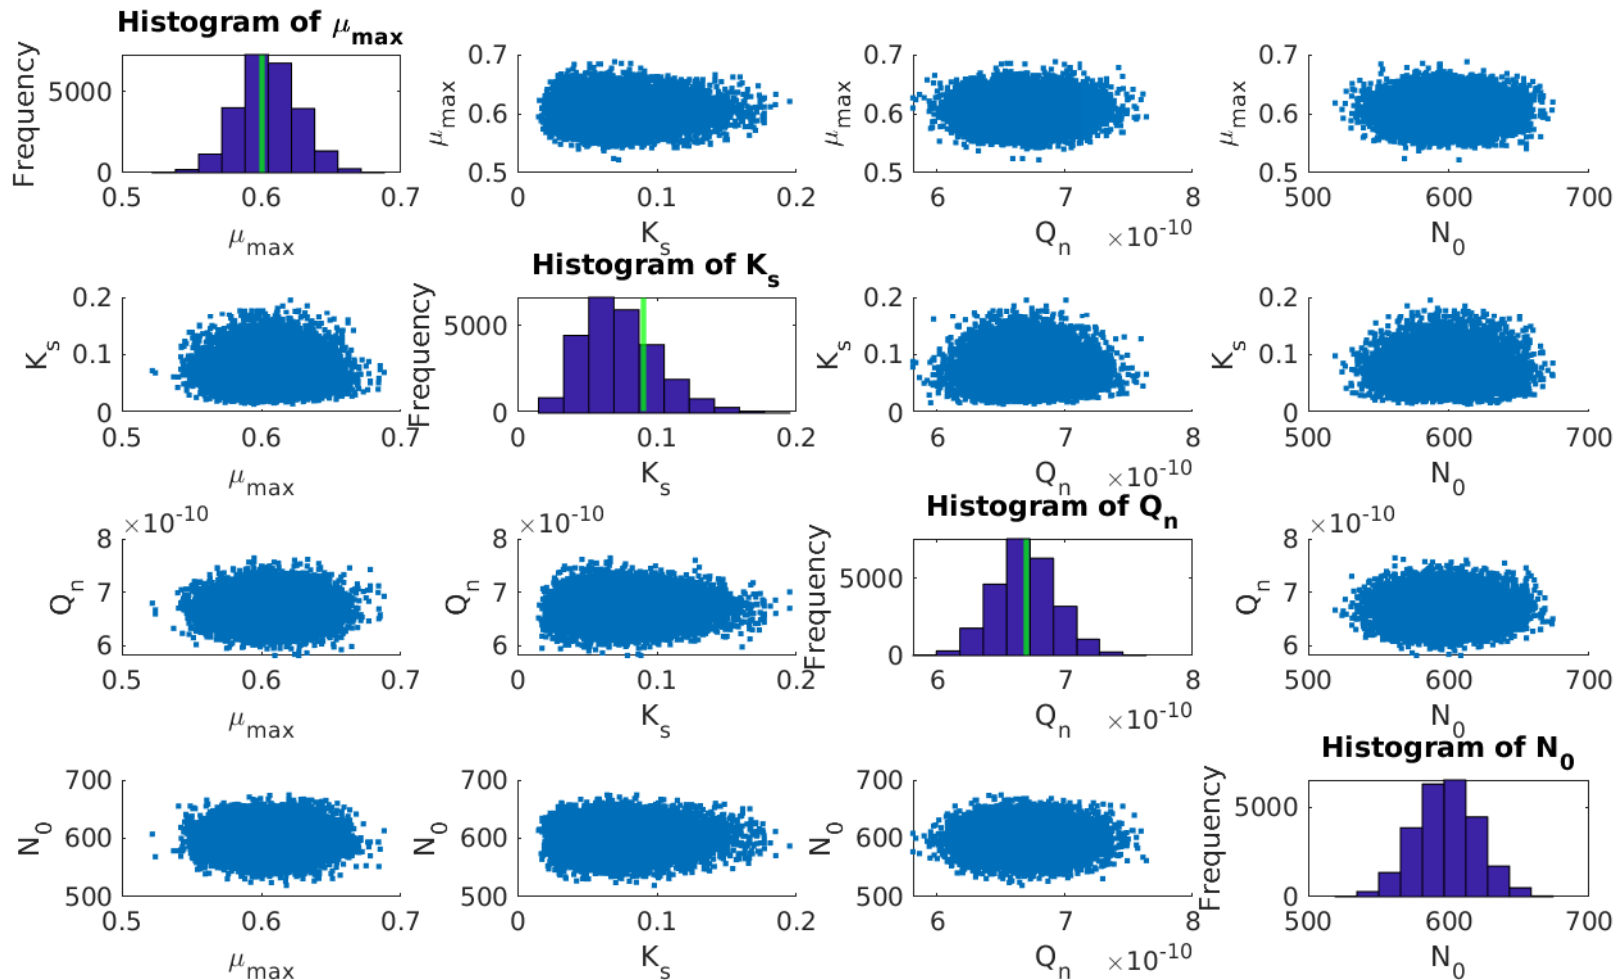 Histogram of μmax
Frequency
5000
0
0.5 0.6 0.7
μmax
μmax
0.7
0.6
0.5
0 0.1 0.2
Ks
μmax
0.7
0.6
0.5
6 7 8
Qn ×10-10
μmax
0.7
0.6
0.5
500 600 700
N0
Ks
0.2
0.1
0
0.5 0.6 0.7
μmax
Histogram of Ks
Frequency
5000
0
0 0.1 0.2
Ks
Ks
0.2
0.1
0
6 7 8
Qn ×10-10
Ks
0.2
0.1
0
500 600 700
N0
×10-10
Qn
8
7
6
0.5 0.6 0.7
μmax
×10-10
Qn
8
7
6
0 0.1 0.2
Ks
Histogram of Qn
Frequency
5000
0
6 7 8
Qn ×10-10
×10-10
Qn
8
7
6
500 600 700
N0
N0
700
600
500
0.5 0.6 0.7
μmax
N0
700
600
500
0 0.1 0.2
Ks
N0
700
600
500
6 7 8
Qn ×10-10
Histogram of N0
Frequency
5000
0
500 600 700
N0